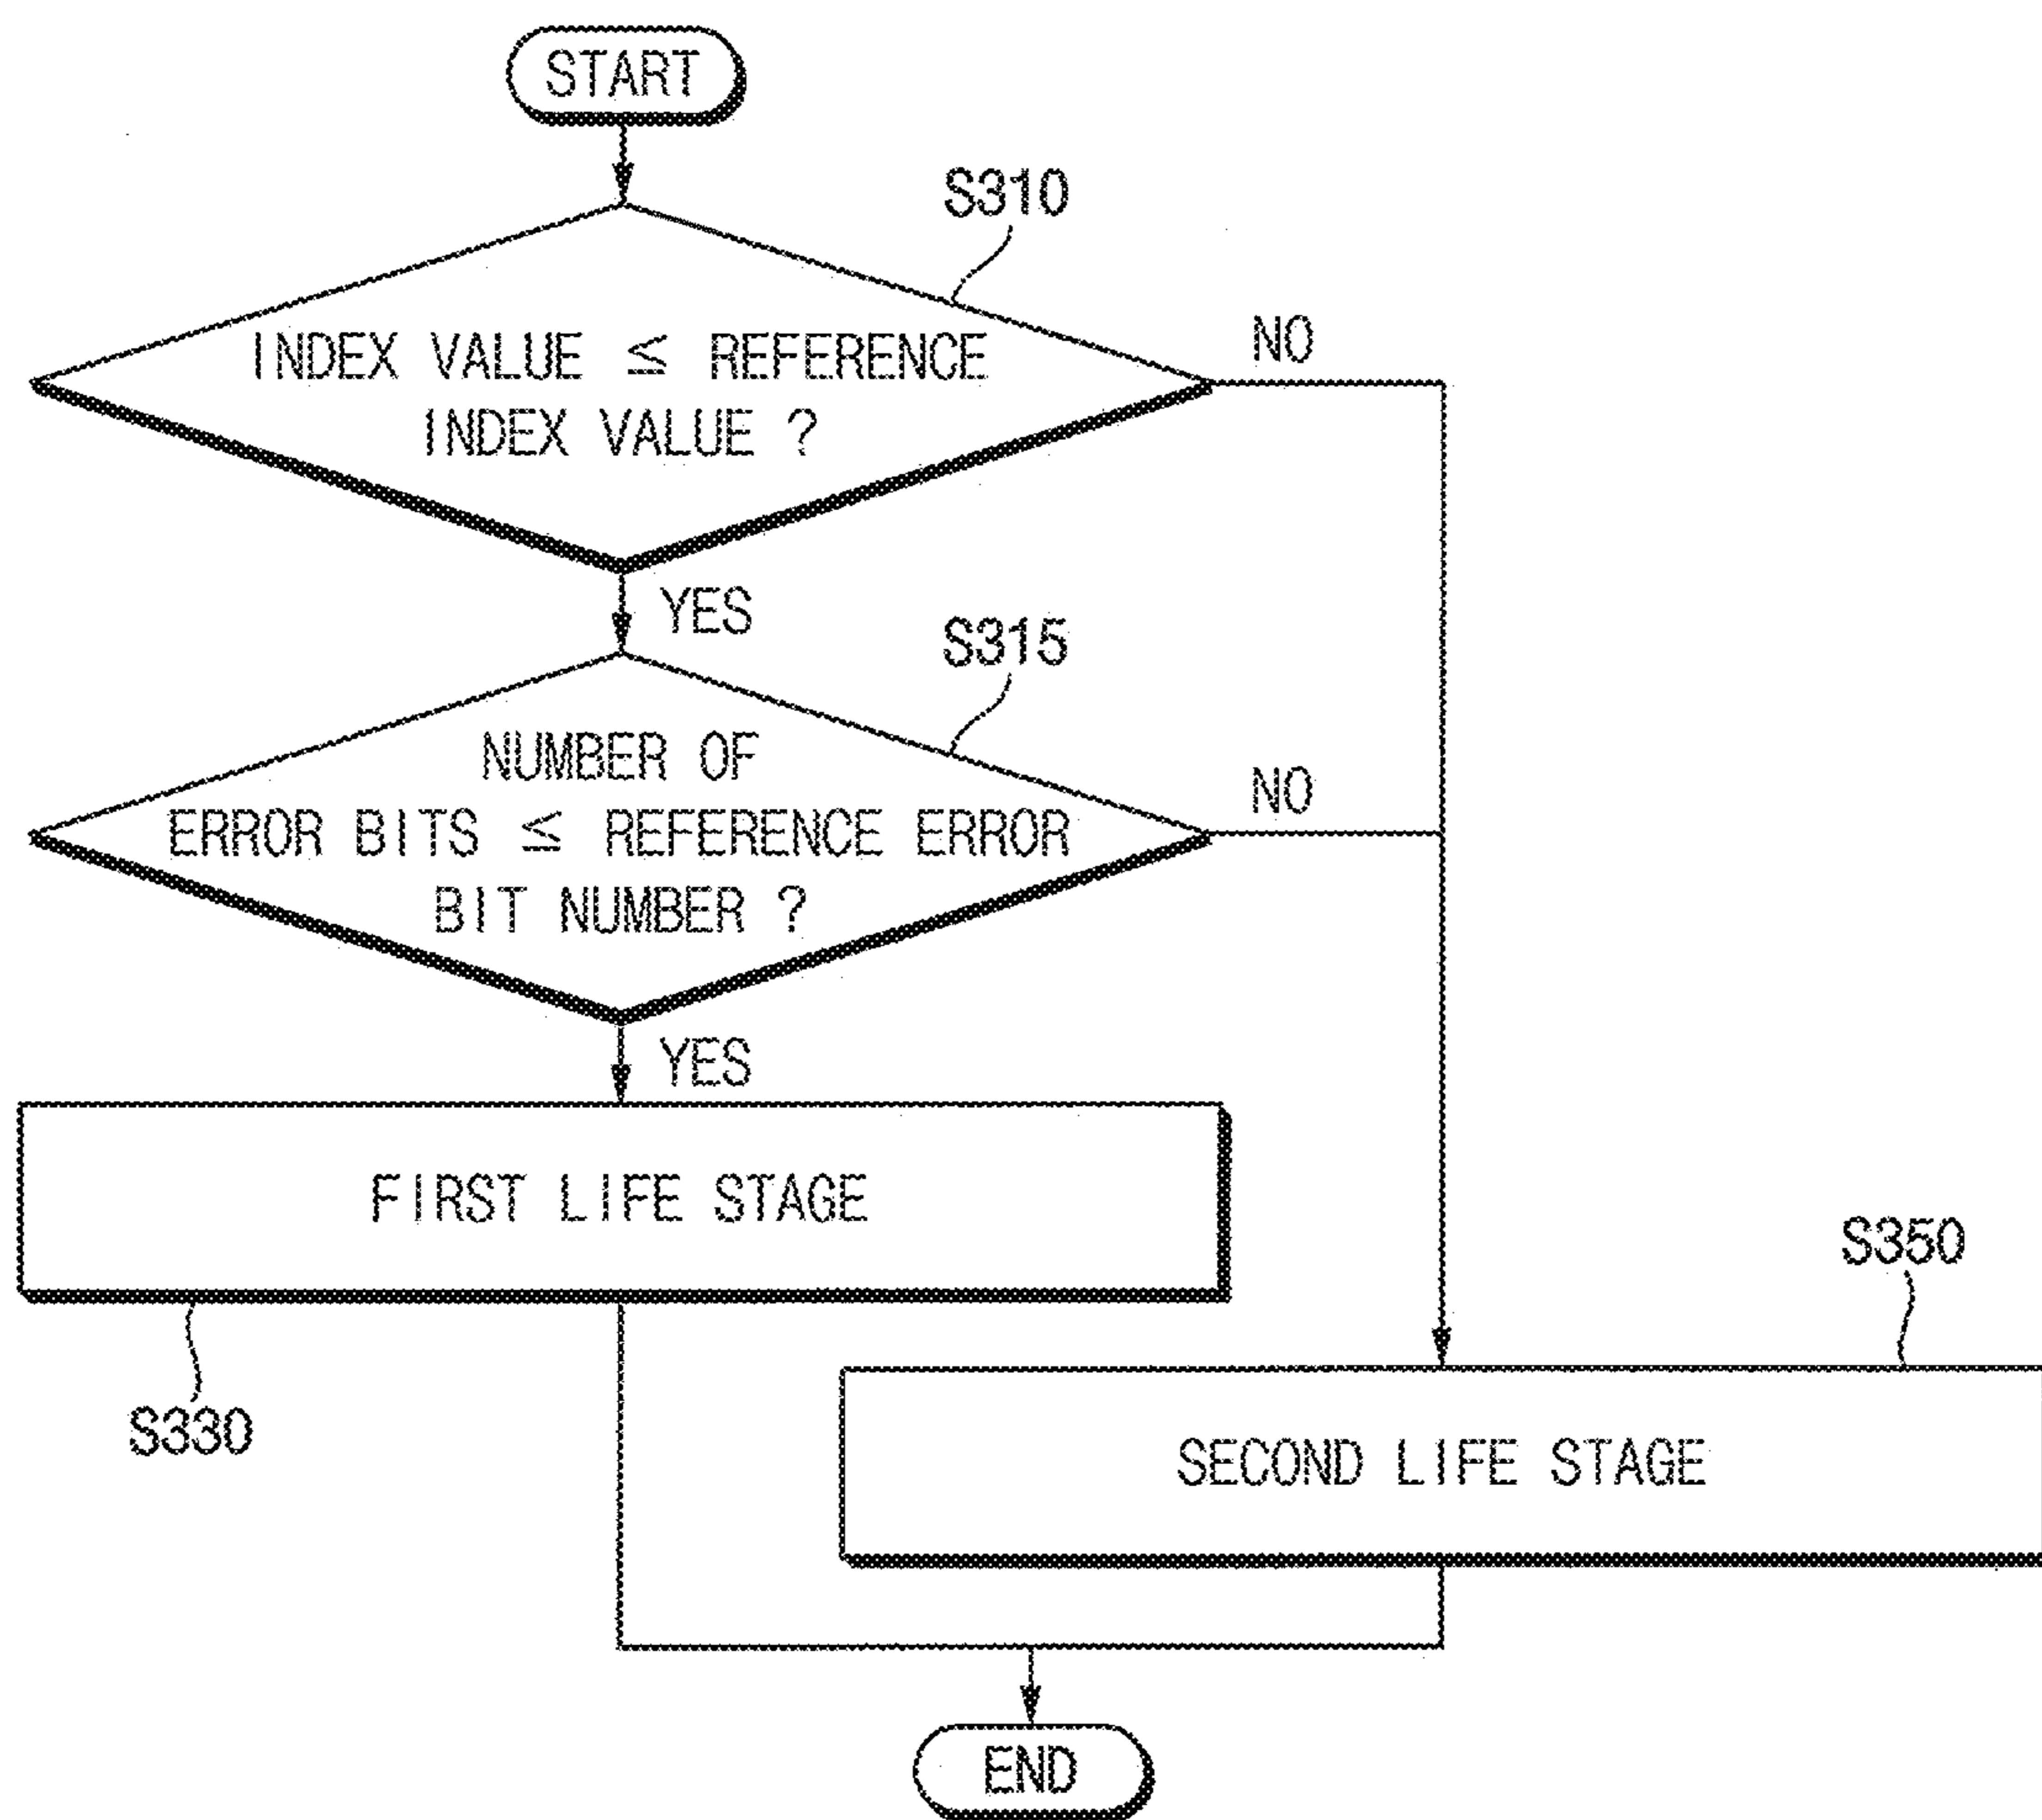 START
S310
INDEX VALUE ≤ REFERENCE
INDEX VALUE ?
NO
YES
S315
NUMBER OF
ERROR BITS ≤ REFERENCE ERROR
BIT NUMBER ?
NO
YES
FIRST LIFE STAGE
S330
S350
SECOND LIFE STAGE
END